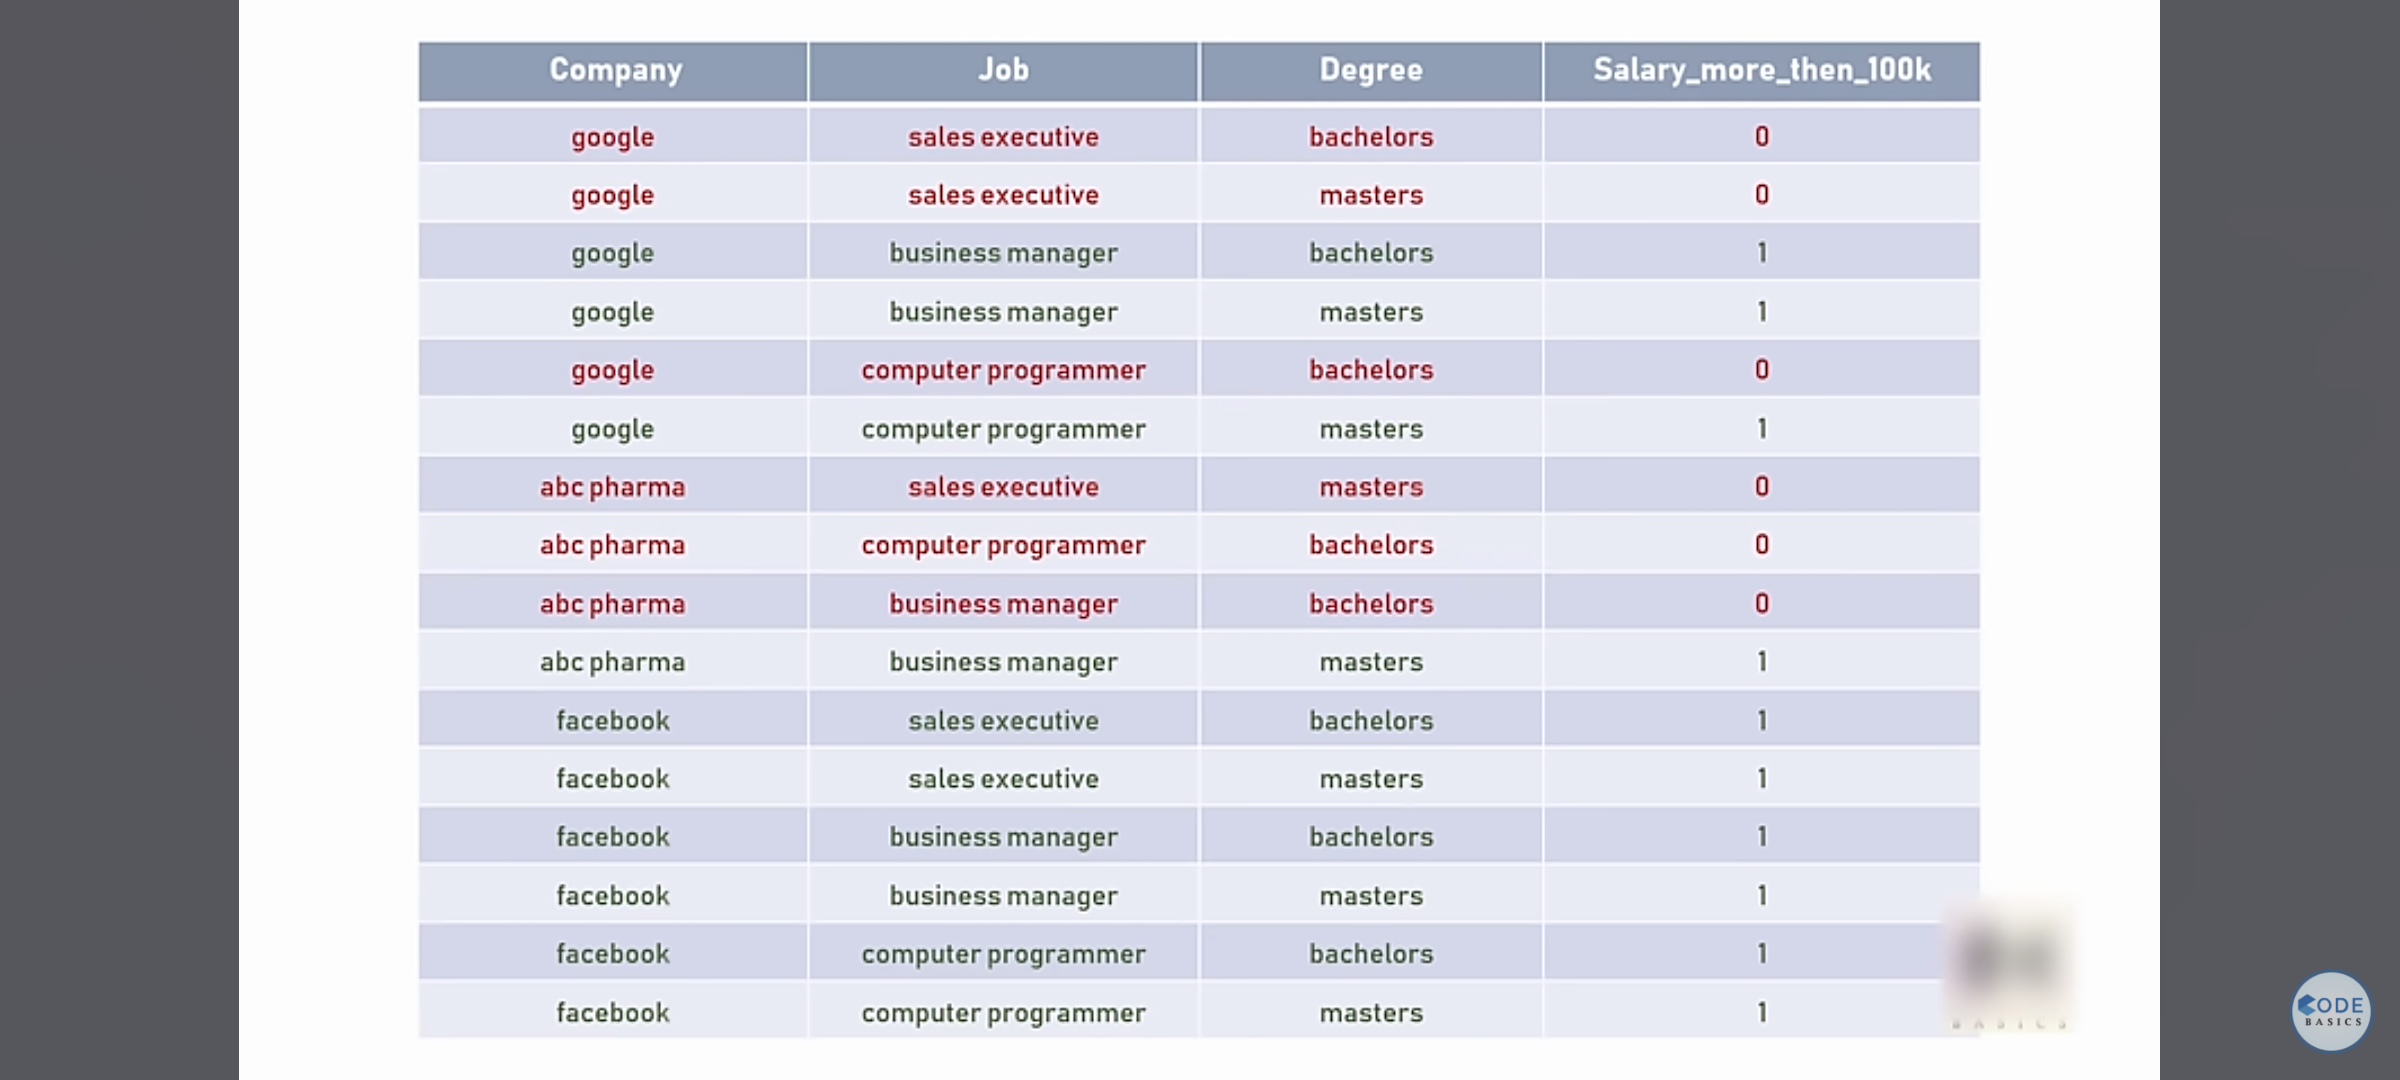 Company Job Degree Salary_more_then_100k
google sales executive bachelors 0
google sales executive masters 0
google business manager bachelors 1
google business manager masters 1
google computer programmer bachelors 0
google computer programmer masters 1
abc pharma sales executive masters 0
abc pharma computer programmer bachelors 0
abc pharma business manager bachelors 0
abc pharma business manager masters 1
facebook sales executive bachelors 1
facebook sales executive masters 1
facebook business manager bachelors 1
facebook business manager masters 1
facebook computer programmer bachelors 1
facebook computer programmer masters 1
CODE
BASICS